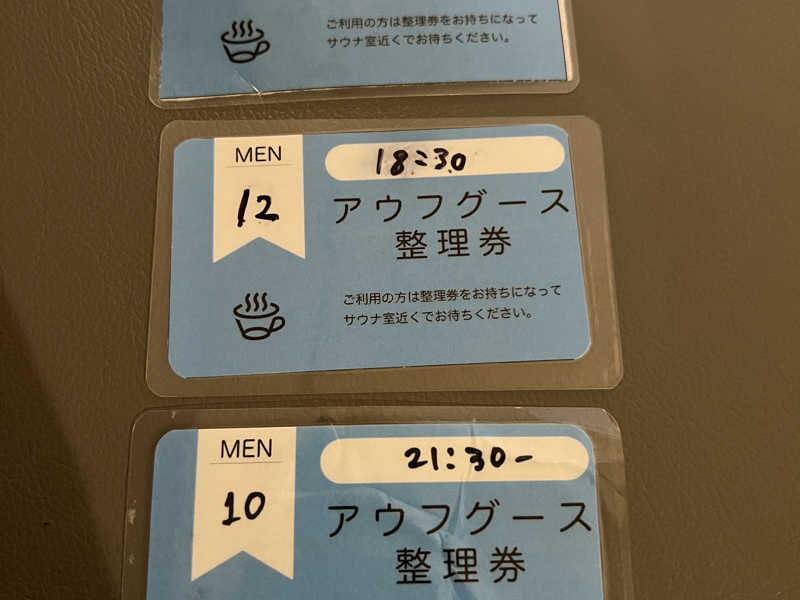 ご利用の方は整理券をお持ちになって
サウナ室近くでお待ちください。
MEN
12
18:30
アウフグース
整理券
ご利用の方は整理券をお持ちになって
サウナ室近くでお待ちください。
MEN
10
21:30-
アウフグース
整理券